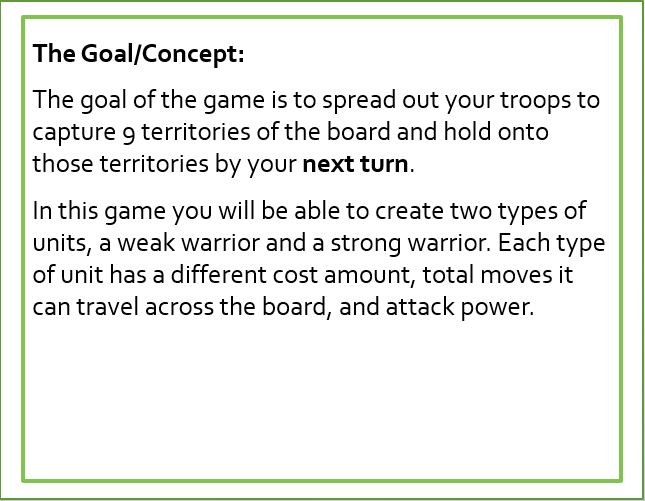 The Goal/Concept:
The goal of the game is to spread out your troops to
capture 9 territories of the board and hold onto
those territories by your next turn.
In this game you will be able to create two types of
units, a weak warrior and a strong warrior. Each type
of unit has a different cost amount, total moves it
can travel across the board, and attack power.